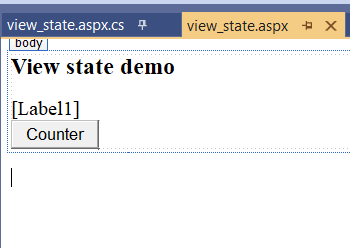 view_state.aspx.cs view_state.aspx
body
View state demo
[Label1]
Counter